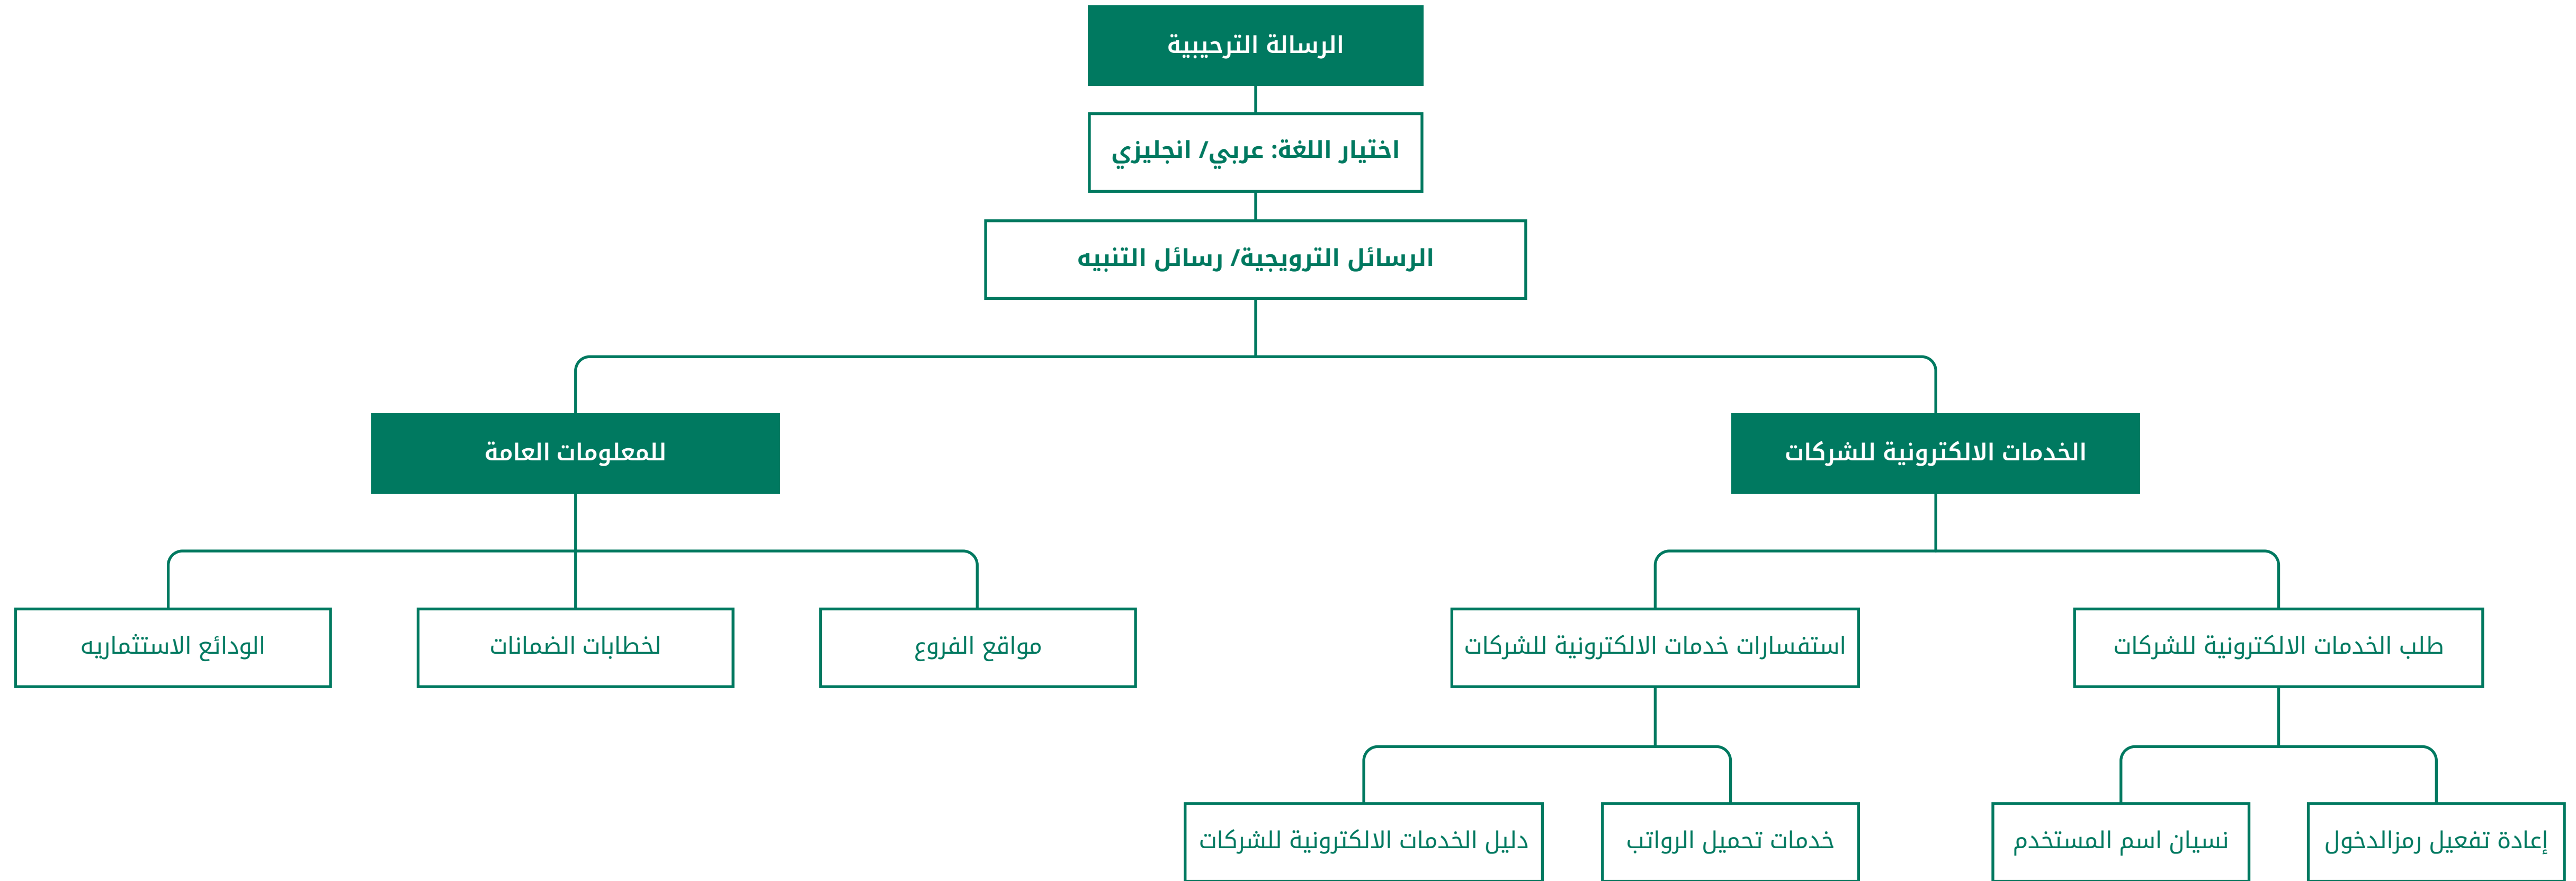 الرسالة الترحيبية
اختيار اللغة: عربي/ انجليزي
الرسائل الترويجية/ رسائل التنبيه
الخدمات الالكترونية للشركات
للمعلومات العامة
طلب الخدمات الالكترونية للشركات
استفسارات خدمات الالكترونية للشركات
مواقع الفروع
لخطابات الضمانات
الودائع الاستثماريه
إعادة تفعيل رمزالدخول
نسيان اسم المستخدم
خدمات تحميل الرواتب
دليل الخدمات الالكترونية للشركات